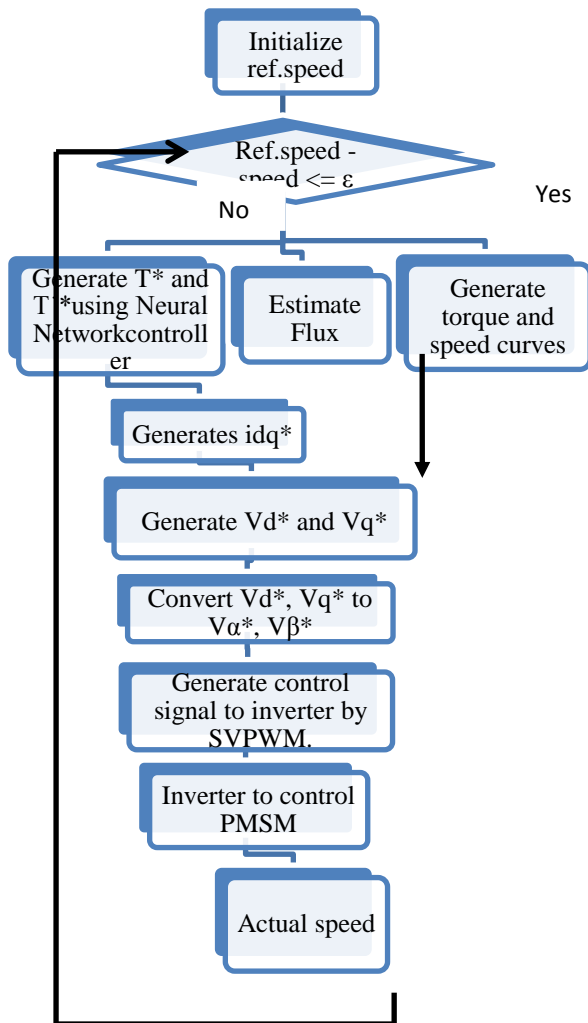 Initialize
ref.speed
Ref.speed -
speed <= ε
No
Yes
Generate T* and
T*using Neural
Networkcontroll
er
Estimate
Flux
Generate
torque and
speed curves
Generates idq*
Generate Vd* and Vq*
Convert Vd*, Vq* to
Vα*, Vβ*
Generate control
signal to inverter by
SVPWM.
Inverter to control
PMSM
Actual speed